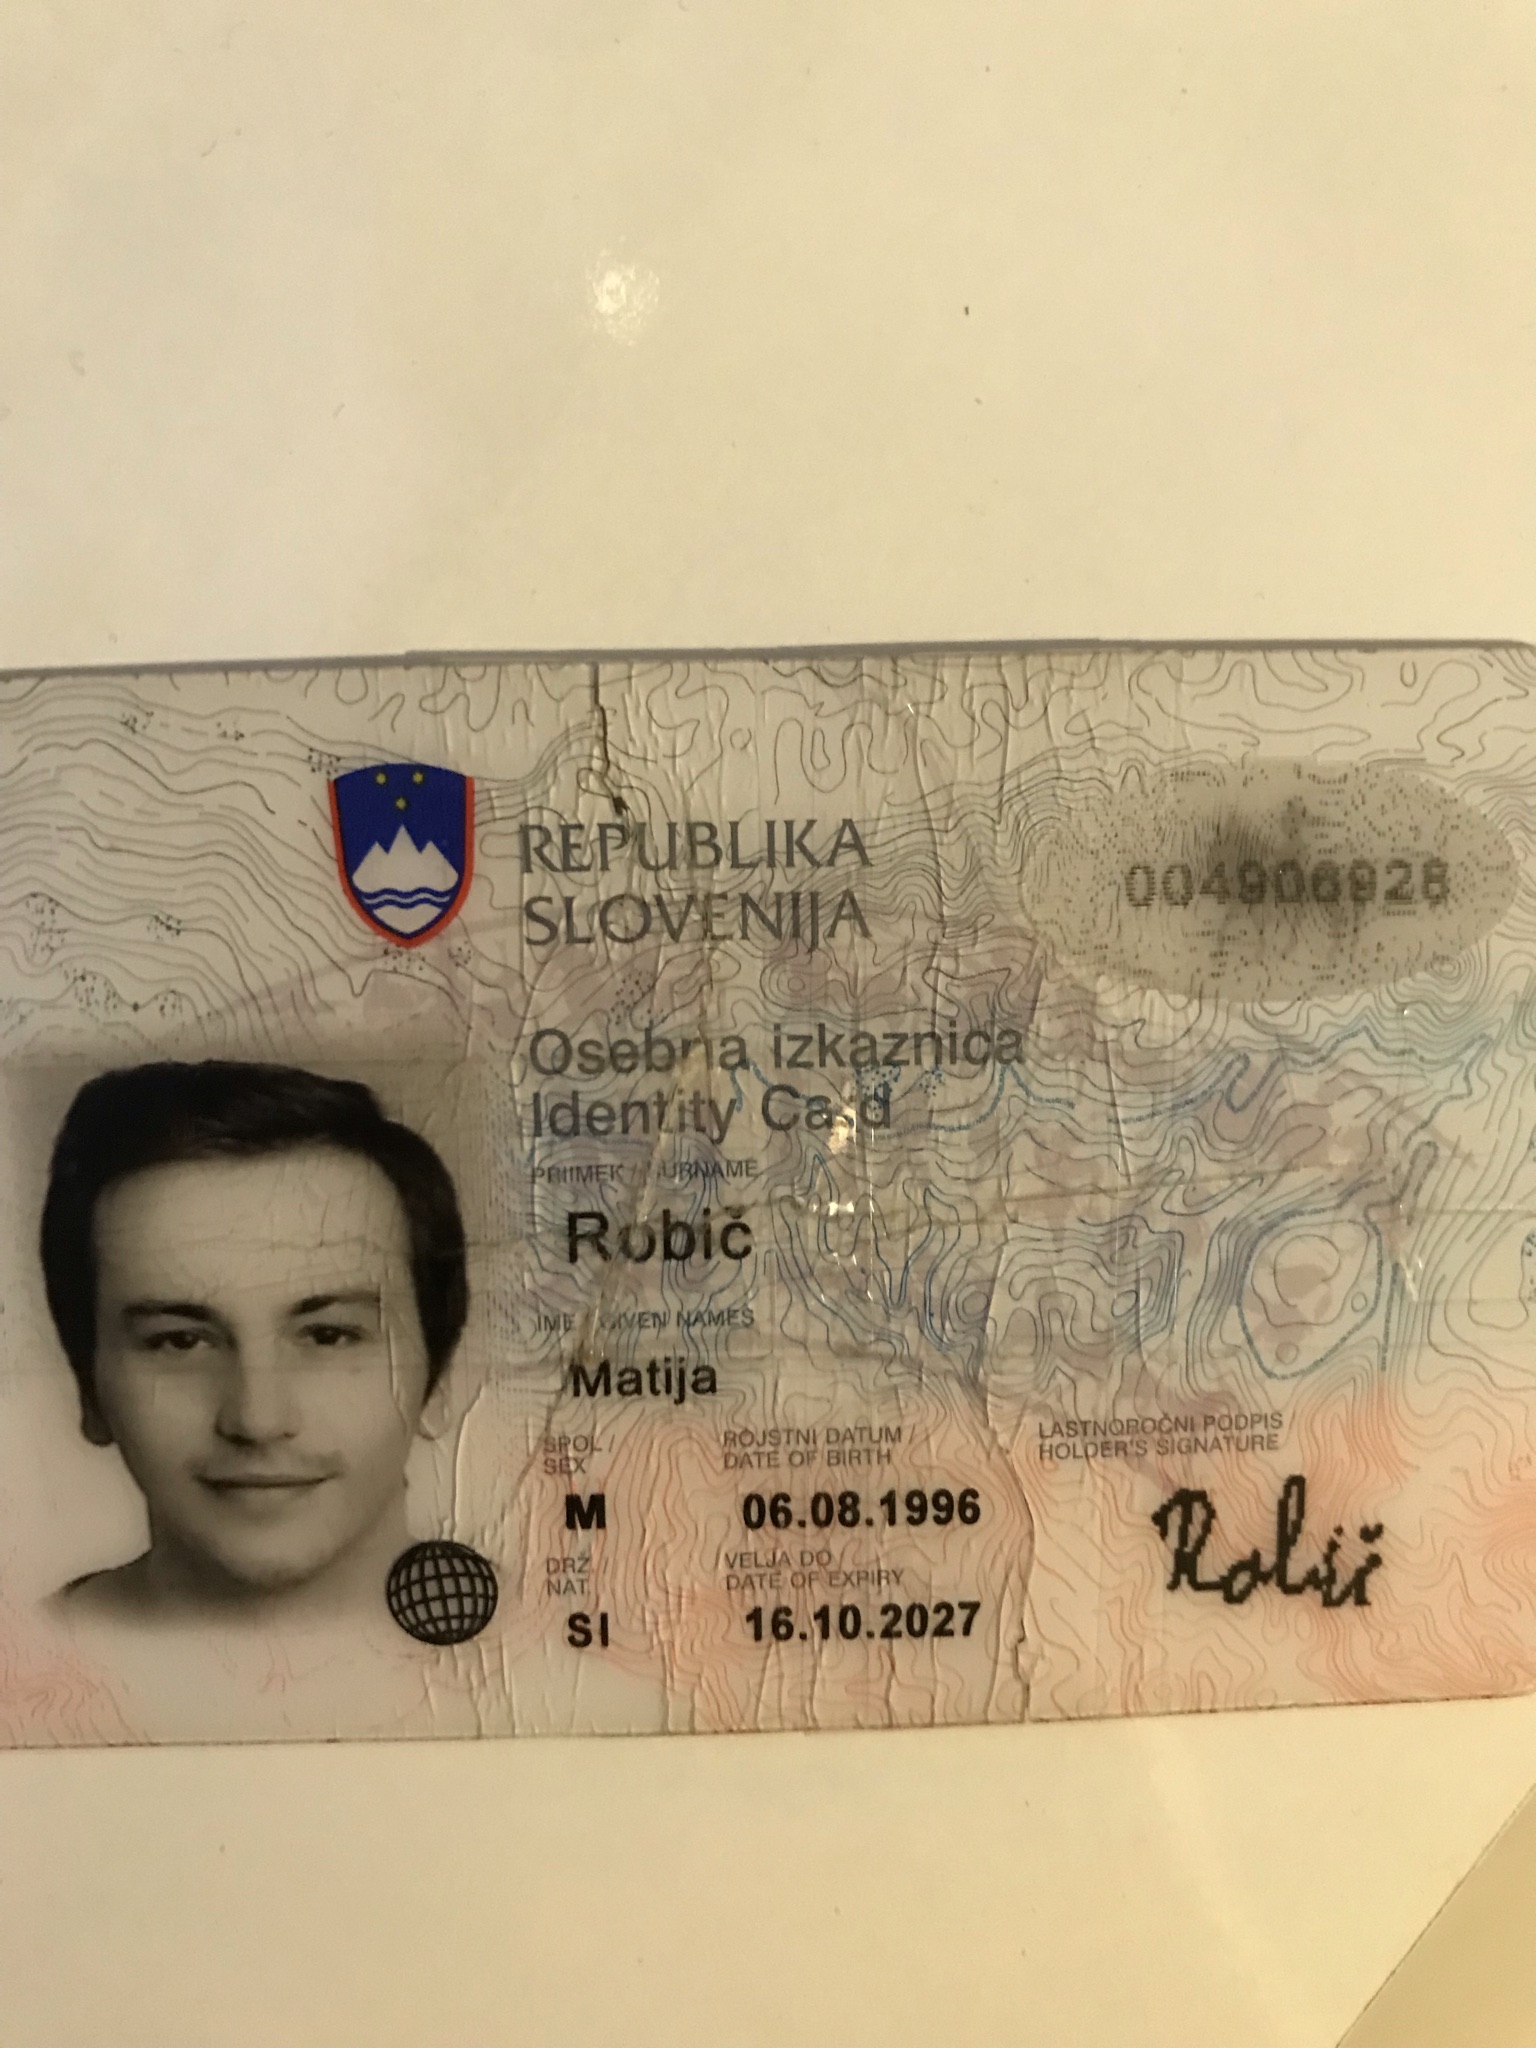 REPUBLIKA
SLOVENIJA
004906928
Osebna izkaznica
Identity Card
PRIIMEK / SURNAME
Robič
IME / GIVEN NAMES
Matija
SPOL /
SEX
ROJSTNI DATUM /
DATE OF BIRTH
M
06.08.1996
DRŽ. /
NAT.
VELJA DO /
DATE OF EXPIRY
SI
16.10.2027
LASTNOROČNI PODPIS /
HOLDER'S SIGNATURE
Robič